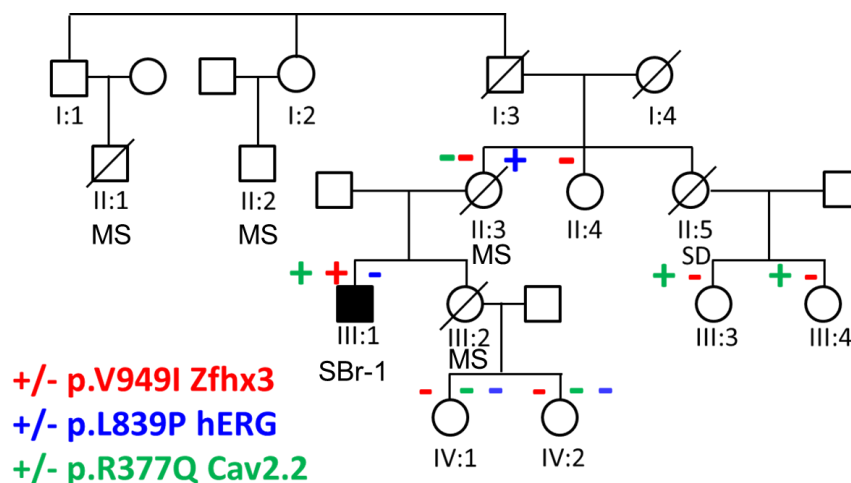 I:1 I:2 I:3 I:4
- - + -
II:1 II:2 II:3 II:4 II:5
MS MS MS SD
+ + - + - + -
III:1 III:2 III:3 III:4
SBr-1 MS
- - - - - -
IV:1 IV:2
+/- p.V949I Zfhx3
+/- p.L839P hERG
+/- p.R377Q Cav2.2